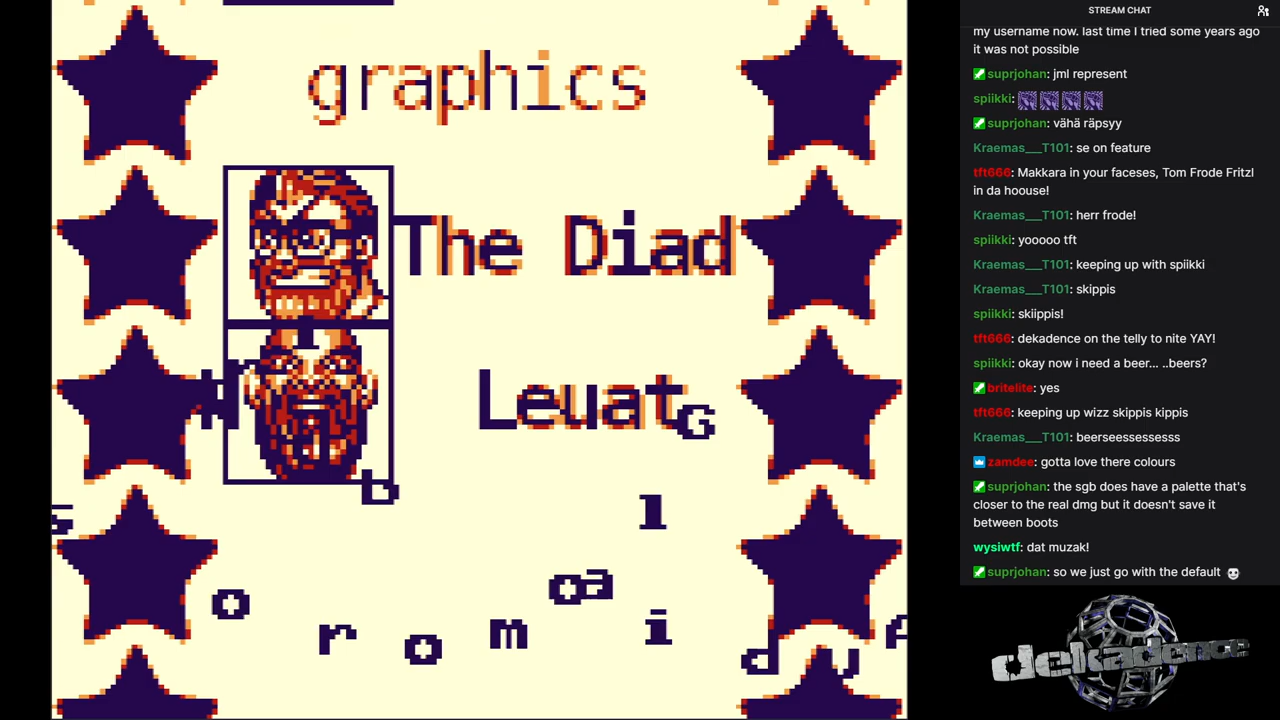 graphics
The Diad
Leuat
G
b
s
l
o
oa
r
o
m
i
d
y
STREAM CHAT
my username now. last time I tried some years ago
it was not possible
suprjohan: jml represent
spiikki:
suprjohan: vähä räpsyy
Kraemas__T101: se on feature
tft666: Makkara in your faceses, Tom Frode Fritzl
in da hoouse!
Kraemas__T101: herr frode!
spiikki: yooooo tft
Kraemas__T101: keeping up with spiikki
Kraemas__T101: skippis
spiikki: skiippis!
tft666: dekadence on the telly to nite YAY!
spiikki: okay now i need a beer... ..beers?
britelite: yes
tft666: keeping up wizz skippis kippis
Kraemas__T101: beerseessessesss
zamdee: gotta love there colours
suprjohan: the sgb does have a palette that's
closer to the real dmg but it doesn't save it
between boots
wysiwtf: dat muzak!
suprjohan: so we just go with the default
dekadence